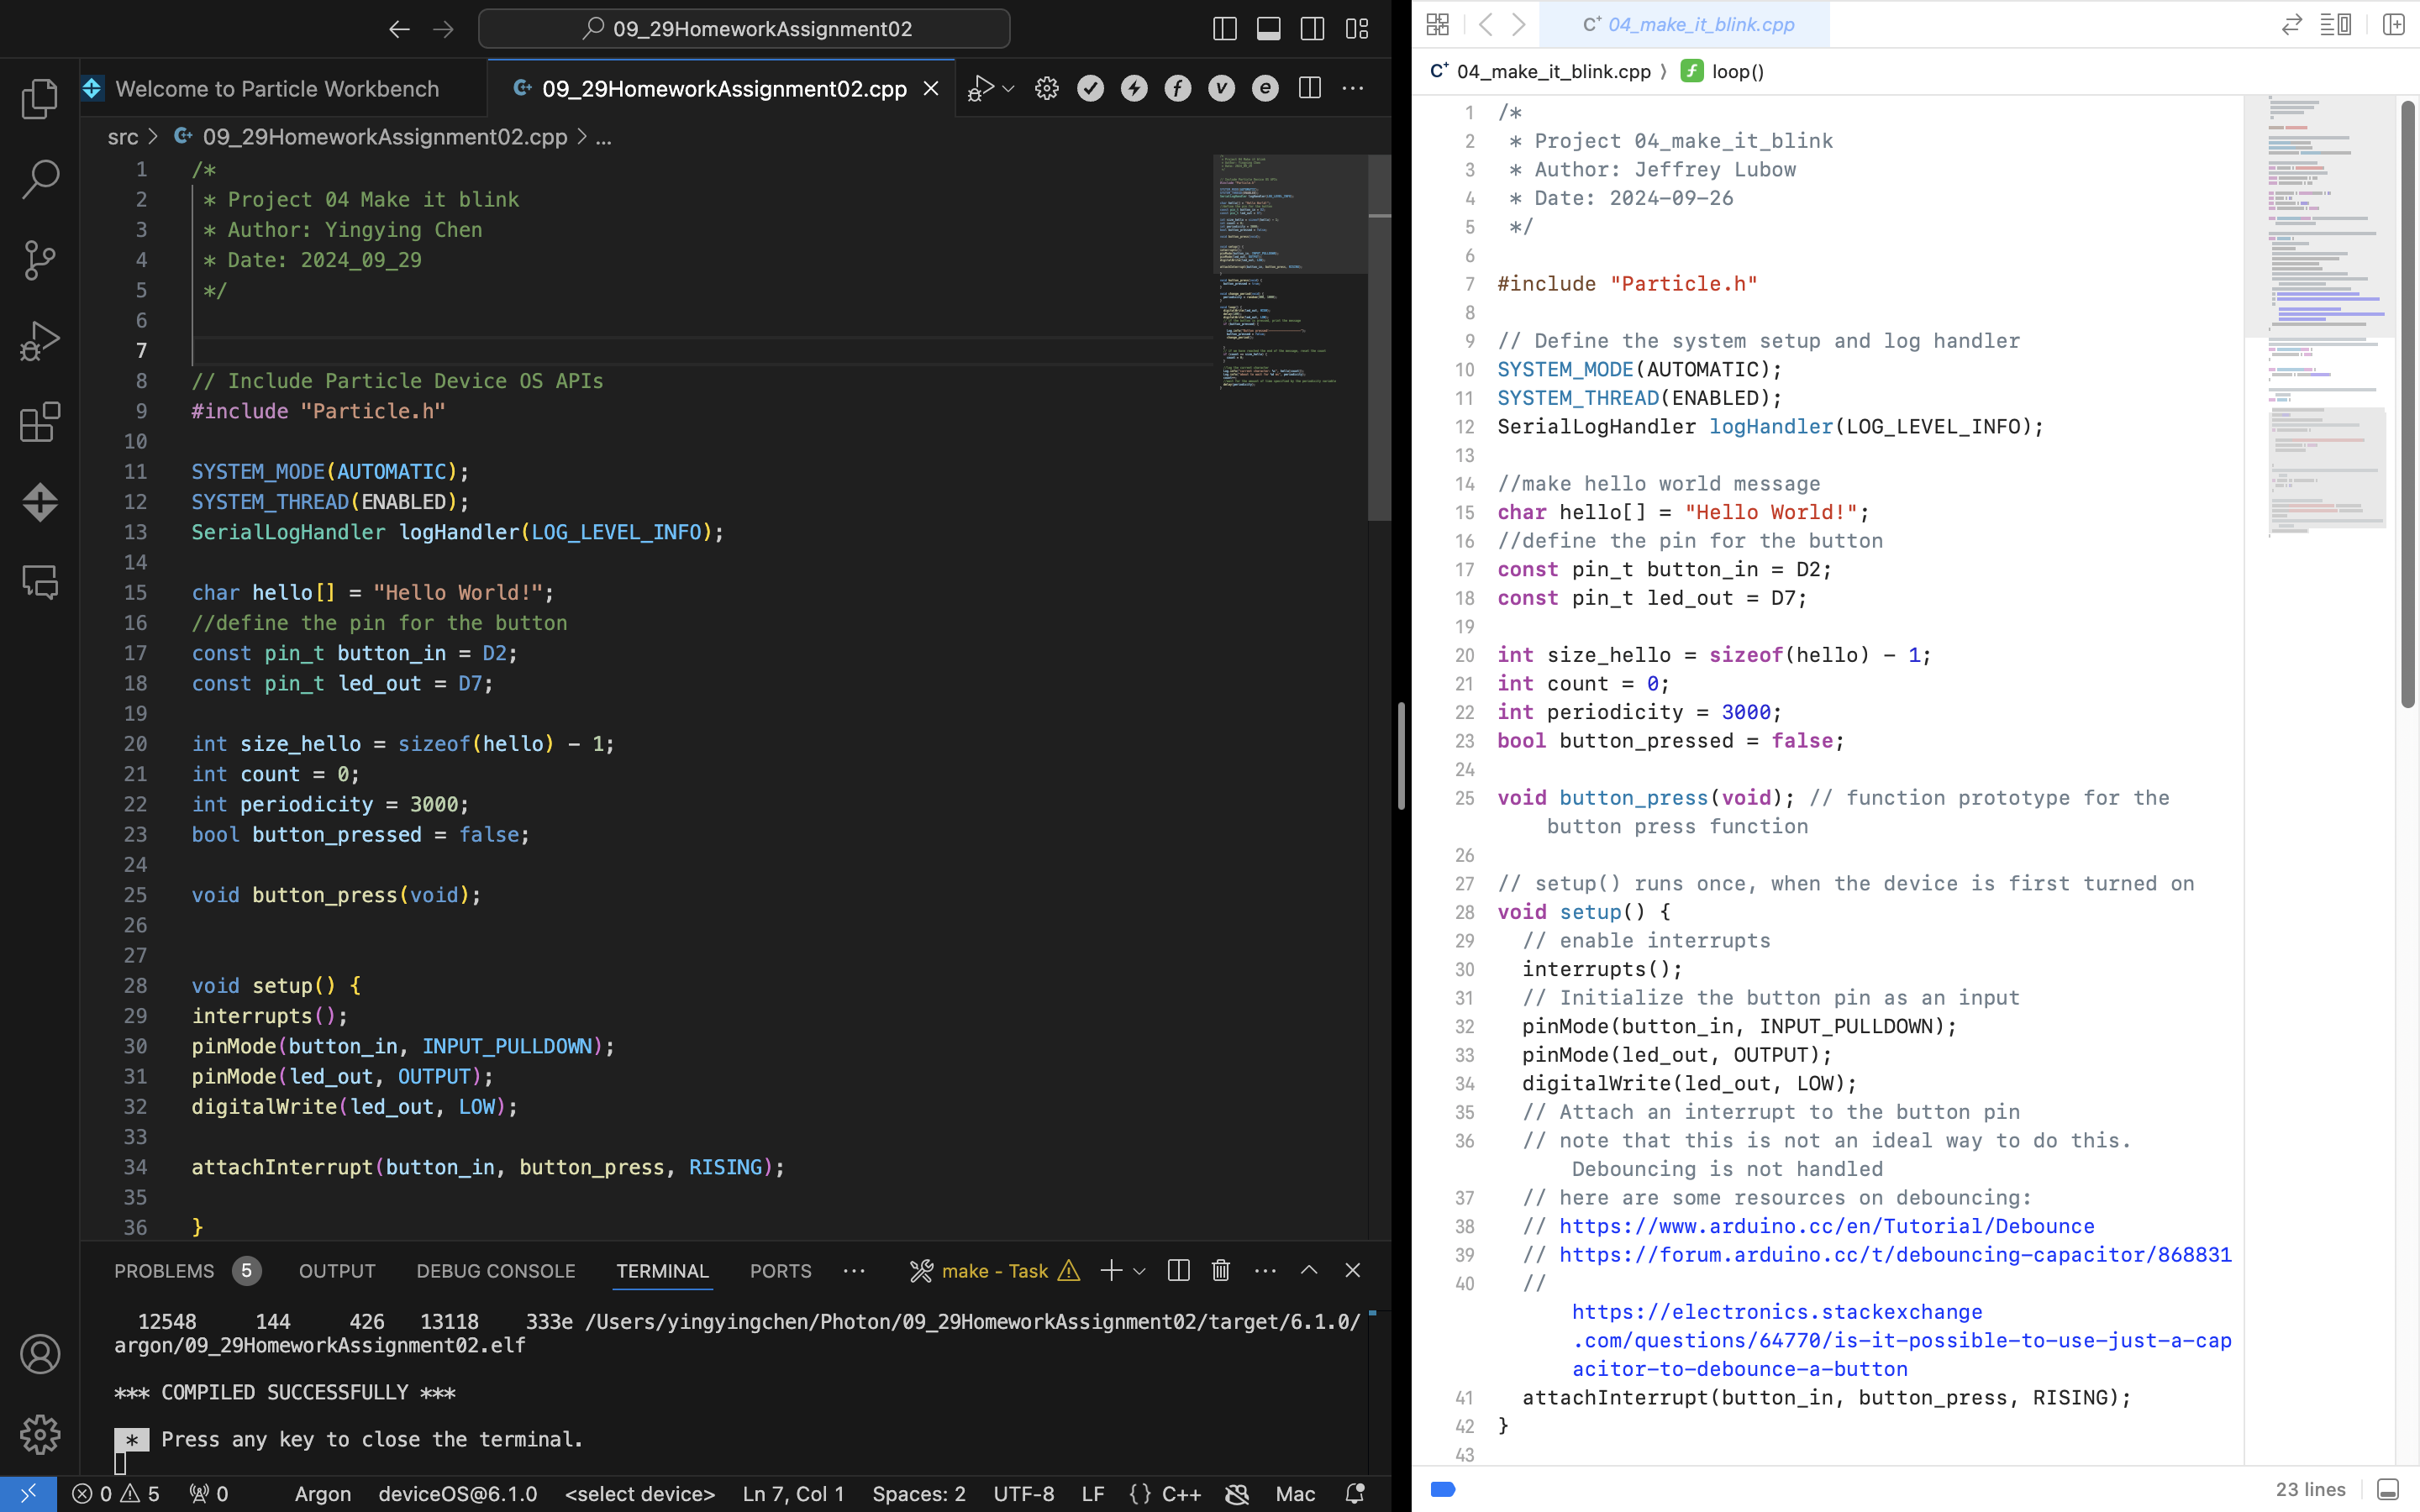 09_29HomeworkAssignment02
Welcome to Particle Workbench
09_29HomeworkAssignment02.cpp
src > 09_29HomeworkAssignment02.cpp > ...
1 /*
2 * Project 04 Make it blink
3 * Author: Yingying Chen
4 * Date: 2024_09_29
5 */
6
7
8 // Include Particle Device OS APIs
9 #include "Particle.h"
10
11 SYSTEM_MODE(AUTOMATIC);
12 SYSTEM_THREAD(ENABLED);
13 SerialLogHandler logHandler(LOG_LEVEL_INFO);
14
15 char hello[] = "Hello World!";
16 //define the pin for the button
17 const pin_t button_in = D2;
18 const pin_t led_out = D7;
19
20 int size_hello = sizeof(hello) - 1;
21 int count = 0;
22 int periodicity = 3000;
23 bool button_pressed = false;
24
25 void button_press(void);
26
27
28 void setup() {
29 interrupts();
30 pinMode(button_in, INPUT_PULLDOWN);
31 pinMode(led_out, OUTPUT);
32 digitalWrite(led_out, LOW);
33
34 attachInterrupt(button_in, button_press, RISING);
35
36 }
PROBLEMS 5 OUTPUT DEBUG CONSOLE TERMINAL PORTS ... make - Task
12548 144 426 13118 333e /Users/yingyingchen/Photon/09_29HomeworkAssignment02/target/6.1.0/
argon/09_29HomeworkAssignment02.elf
*** COMPILED SUCCESSFULLY ***
* Press any key to close the terminal.
0 5 0 Argon deviceOS@6.1.0 <select device> Ln 7, Col 1 Spaces: 2 UTF-8 LF {} C++ Mac
04_make_it_blink.cpp
04_make_it_blink.cpp > loop()
1 /*
2 * Project 04_make_it_blink
3 * Author: Jeffrey Lubow
4 * Date: 2024-09-26
5 */
6
7 #include "Particle.h"
8
9 // Define the system setup and log handler
10 SYSTEM_MODE(AUTOMATIC);
11 SYSTEM_THREAD(ENABLED);
12 SerialLogHandler logHandler(LOG_LEVEL_INFO);
13
14 //make hello world message
15 char hello[] = "Hello World!";
16 //define the pin for the button
17 const pin_t button_in = D2;
18 const pin_t led_out = D7;
19
20 int size_hello = sizeof(hello) - 1;
21 int count = 0;
22 int periodicity = 3000;
23 bool button_pressed = false;
24
25 void button_press(void); // function prototype for the
button press function
26
27 // setup() runs once, when the device is first turned on
28 void setup() {
29 // enable interrupts
30 interrupts();
31 // Initialize the button pin as an input
32 pinMode(button_in, INPUT_PULLDOWN);
33 pinMode(led_out, OUTPUT);
34 digitalWrite(led_out, LOW);
35 // Attach an interrupt to the button pin
36 // note that this is not an ideal way to do this.
Debouncing is not handled
37 // here are some resources on debouncing:
38 // https://www.arduino.cc/en/Tutorial/Debounce
39 // https://forum.arduino.cc/t/debouncing-capacitor/868831
40 //
https://electronics.stackexchange
.com/questions/64770/is-it-possible-to-use-just-a-cap
acitor-to-debounce-a-button
41 attachInterrupt(button_in, button_press, RISING);
42 }
43
23 lines